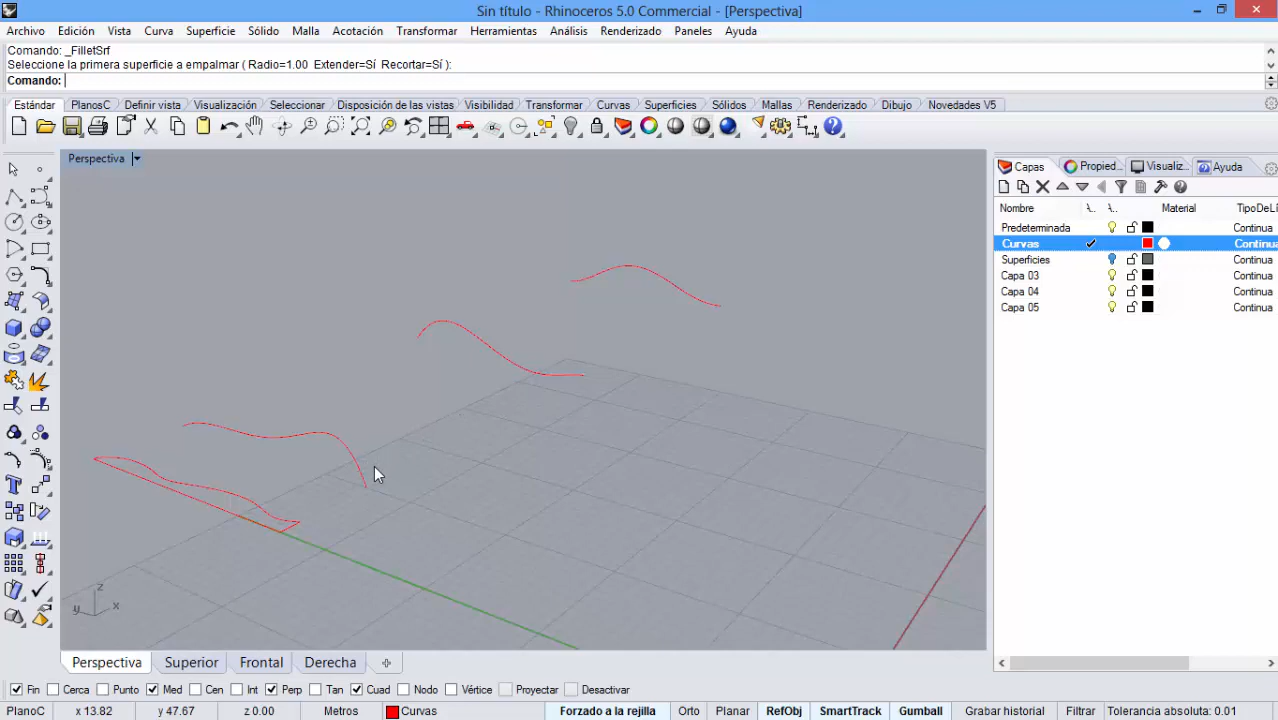 Sin título - Rhinoceros 5.0 Commercial - [Perspectiva]
Archivo Edición Vista Curva Superficie Sólido Malla Acotación Transformar Herramientas Análisis Renderizado Paneles Ayuda
Comando: _FilletSrf
Seleccione la primera superficie a empalmar ( Radio=1.00 Extender=Sí Recortar=Sí ):
Comando:
Estándar PlanosC Definir vista Visualización Seleccionar Disposición de las vistas Visibilidad Transformar Curvas Superficies Sólidos Mallas Renderizado Dibujo Novedades V5
Perspectiva
Capas Propied... Visualiz... Ayuda
Nombre /.. /.. Material TipoDeLí
Predeterminada Continua
Curvas Continua
Superficies Continua
Capa 03 Continua
Capa 04 Continua
Capa 05 Continua
z
y x
Perspectiva Superior Frontal Derecha
Fin Cerca Punto Med Cen Int Perp Tan Cuad Nodo Vértice Proyectar Desactivar
PlanoC x 13.82 y 47.67 z 0.00 Metros Curvas Forzado a la rejilla Orto Planar RefObj SmartTrack Gumball Grabar historial Filtrar Tolerancia absoluta: 0.01